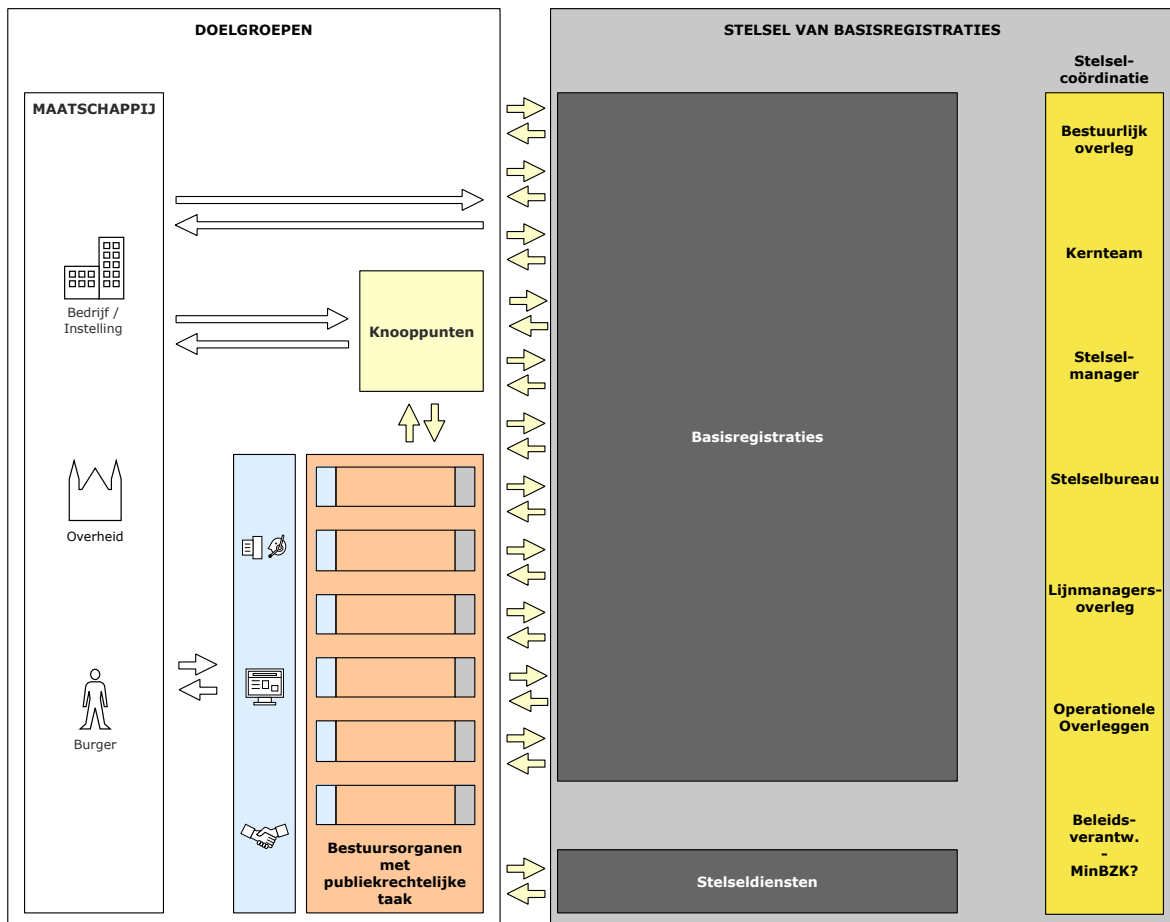 DOELGROEPEN
MAATSCHAPPIJ
Bedrijf /
Instelling
Overheid
Burger
Knooppunten
Bestuursorganen
met
publiekrechtelijke
taak
STELSEL VAN BASISREGISTRATIES
Basisregistraties
Stelseldiensten
Stelsel-
coördinatie
Bestuurlijk
overleg
Kernteam
Stelsel-
manager
Stelselbureau
Lijnmanagers-
overleg
Operationele
Overleggen
Beleids-
verantw.
-
MinBZK?